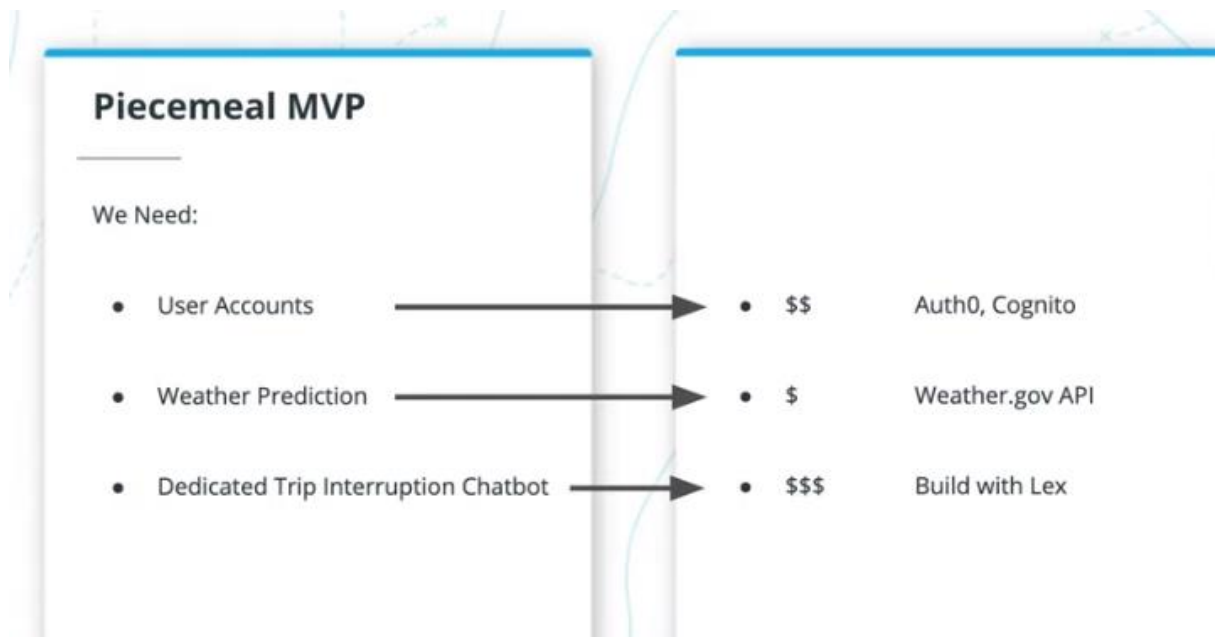 Piecemeal MVP
We Need:
● User Accounts
● Weather Prediction
● Dedicated Trip Interruption Chatbot
● $$ Auth0, Cognito
● $ Weather.gov API
● $$$ Build with Lex